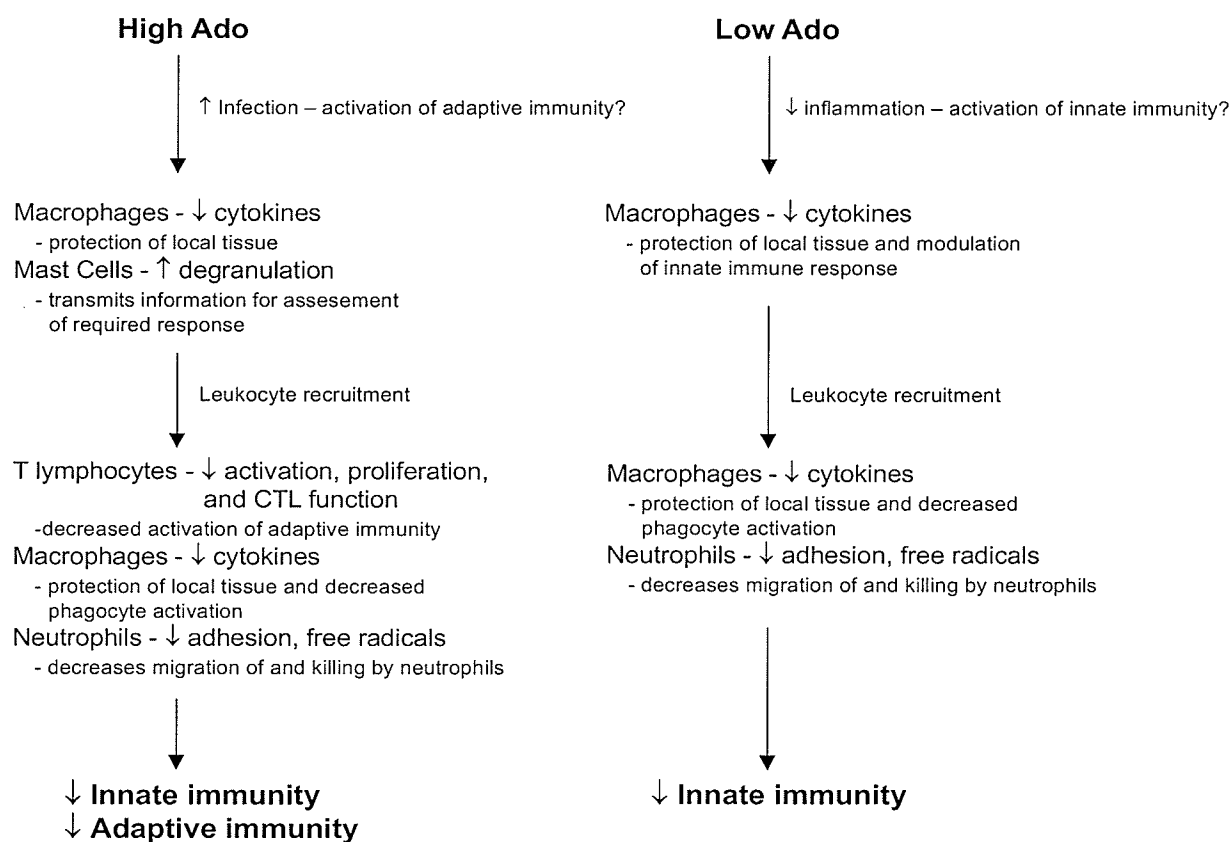 High Ado
↑ Infection – activation of adaptive immunity?
Macrophages - ↓ cytokines
- protection of local tissue
Mast Cells - ↑ degranulation
- transmits information for assesement
of required response
Leukocyte recruitment
T lymphocytes - ↓ activation, proliferation,
and CTL function
-decreased activation of adaptive immunity
Macrophages - ↓ cytokines
- protection of local tissue and decreased
phagocyte activation
Neutrophils - ↓ adhesion, free radicals
- decreases migration of and killing by neutrophils
↓ Innate immunity
↓ Adaptive immunity
Low Ado
↓ inflammation – activation of innate immunity?
Macrophages - ↓ cytokines
- protection of local tissue and modulation
of innate immune response
Leukocyte recruitment
Macrophages - ↓ cytokines
- protection of local tissue and decreased
phagocyte activation
Neutrophils - ↓ adhesion, free radicals
- decreases migration of and killing by neutrophils
↓ Innate immunity